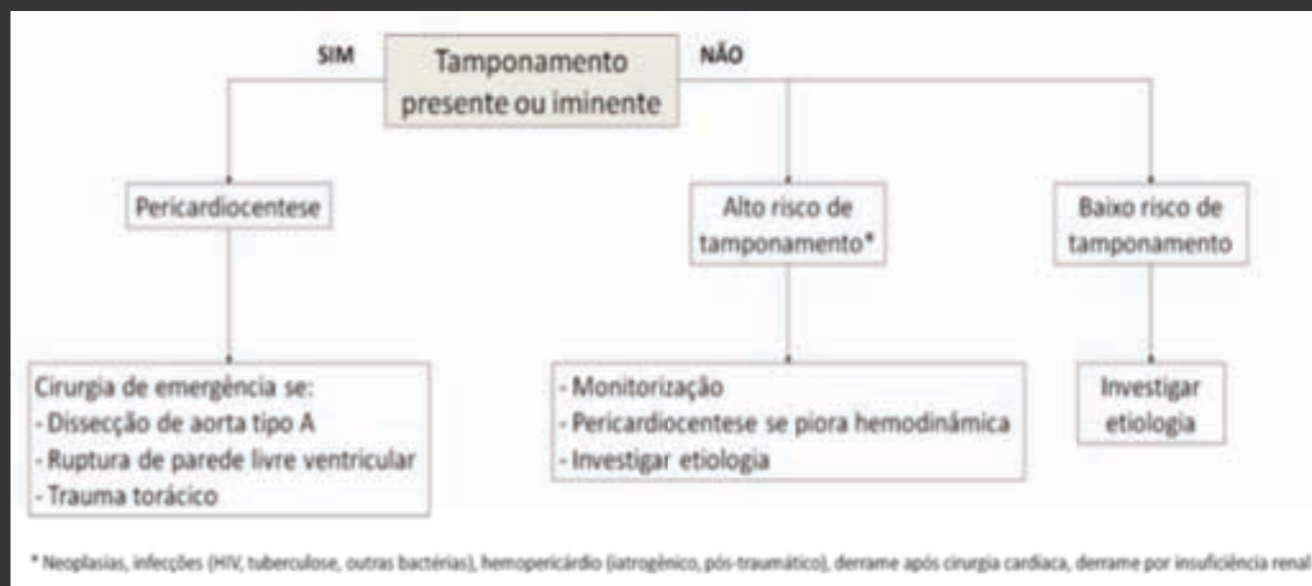 SIM
Tamponamento
presente ou iminente
NÃO
Pericardiocentese
Alto risco de
tamponamento*
Baixo risco de
tamponamento
Cirurgia de emergência se:
- Dissecção de aorta tipo A
- Ruptura de parede livre ventricular
- Trauma torácico
- Monitorização
- Pericardiocentese se piora hemodinâmica
- Investigar etiologia
Investigar
etiologia
* Neoplasias, infecções (HIV, tuberculose, outras bactérias), hemopericárdio (iatrogênico, pós-traumático), derrame após cirurgia cardíaca, derrame por insuficiência renal